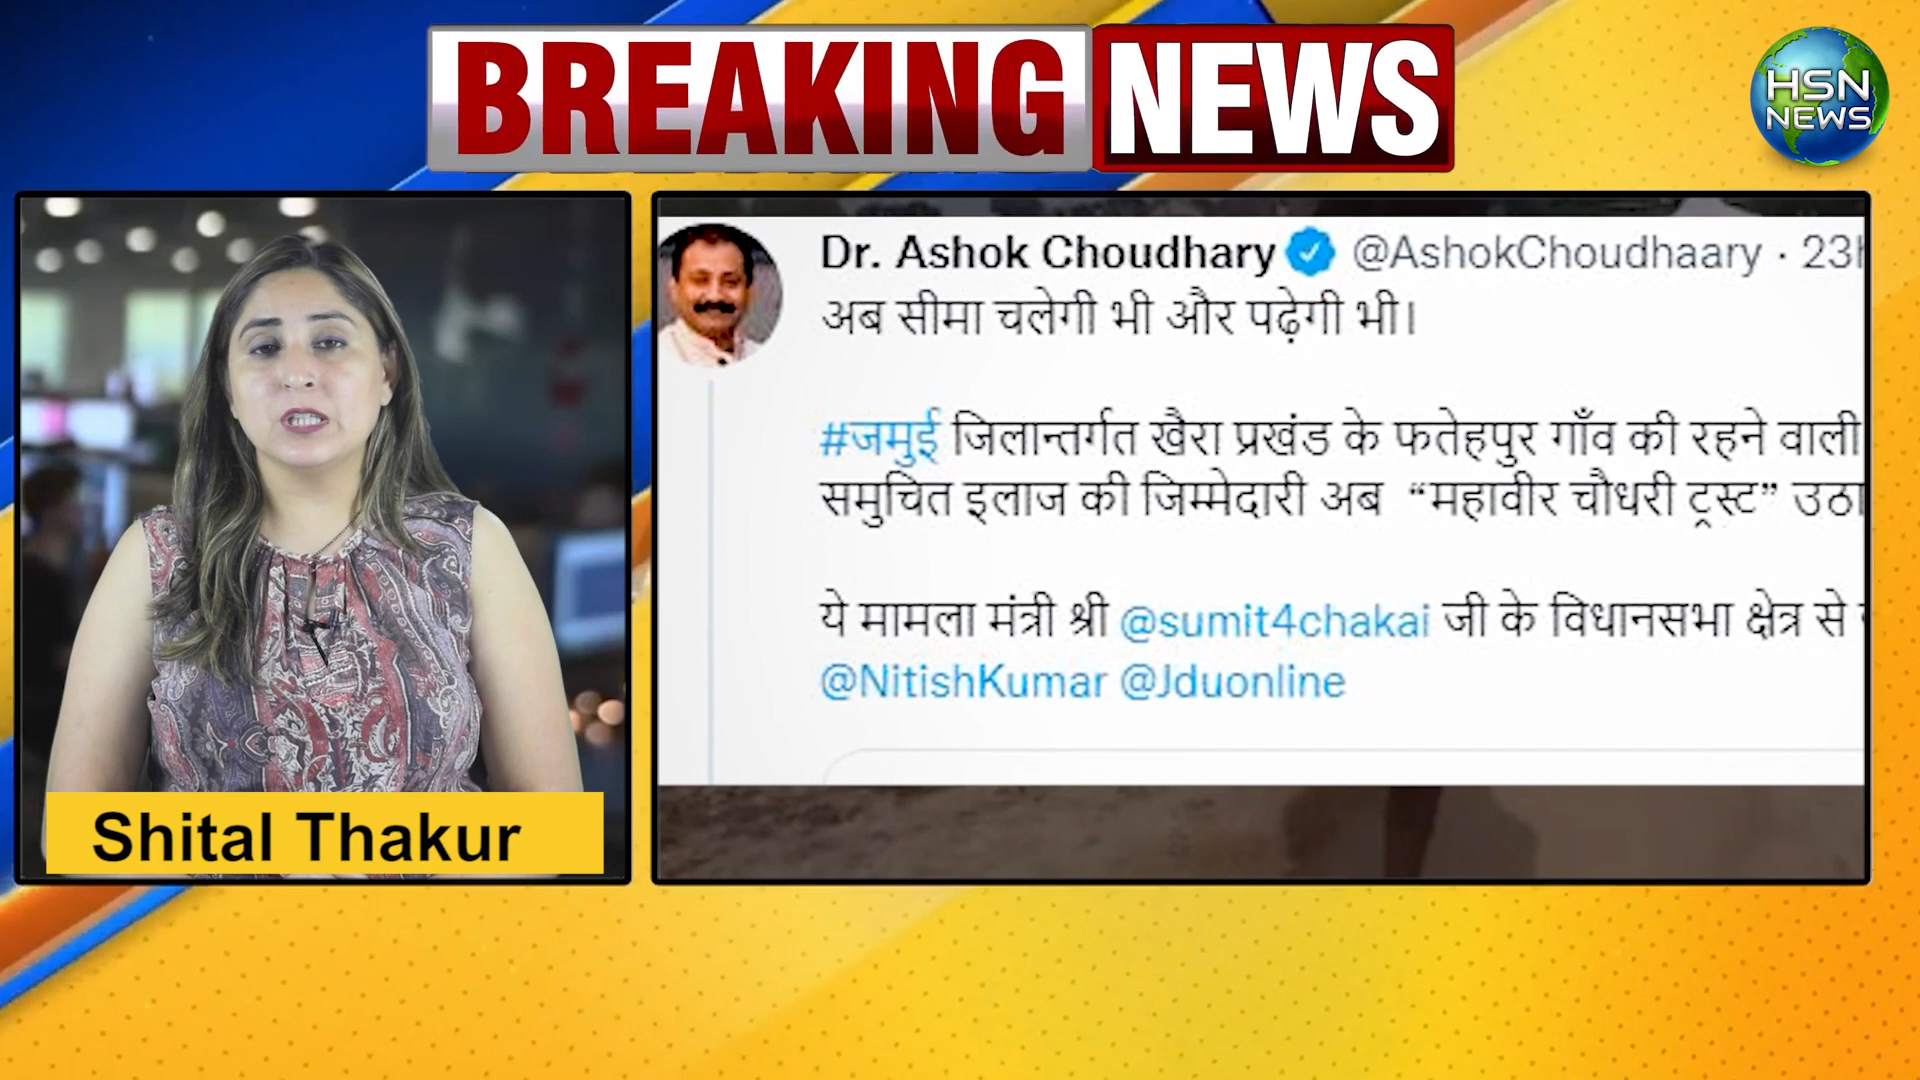 BREAKING NEWS
HSN
NEWS
Dr. Ashok Choudhary @AshokChoudhaary · 23h
अब सीमा चलेगी भी और पढ़ेगी भी।
#जमुई जिलान्तर्गत खैरा प्रखंड के फतेहपुर गाँव की रहने वाली
समुचित इलाज की जिम्मेदारी अब “महावीर चौधरी ट्रस्ट” उठा
ये मामला मंत्री श्री @sumit4chakai जी के विधानसभा क्षेत्र से
@NitishKumar @Jduonline
Shital Thakur